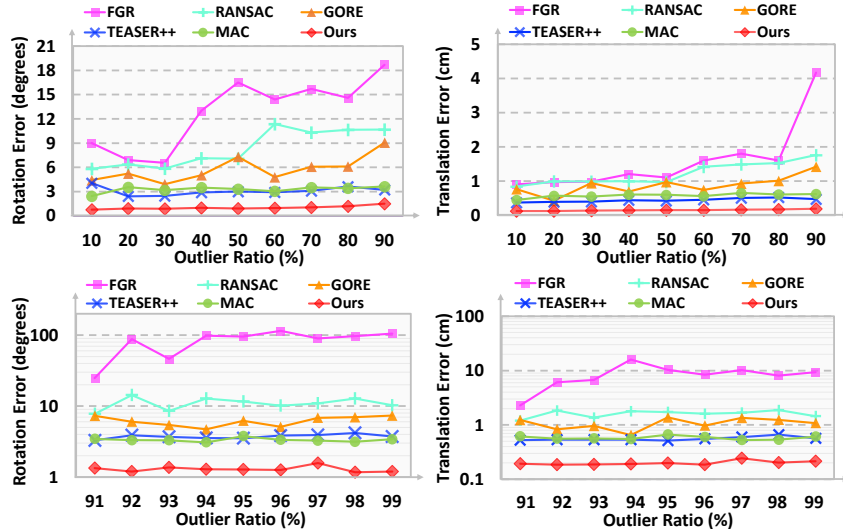 FGR RANSAC GORE
TEASER++ MAC Ours
Rotation Error (degrees)
21
18
15
12
9
6
3
0
10 20 30 40 50 60 70 80 90
Outlier Ratio (%)
FGR RANSAC GORE
TEASER++ MAC Ours
Translation Error (cm)
5
4
3
2
1
0
10 20 30 40 50 60 70 80 90
Outlier Ratio (%)
FGR RANSAC GORE
TEASER++ MAC Ours
Rotation Error (degrees)
100
10
1
91 92 93 94 95 96 97 98 99
Outlier Ratio (%)
FGR RANSAC GORE
TEASER++ MAC Ours
Translation Error (cm)
100
10
1
0.1
91 92 93 94 95 96 97 98 99
Outlier Ratio (%)